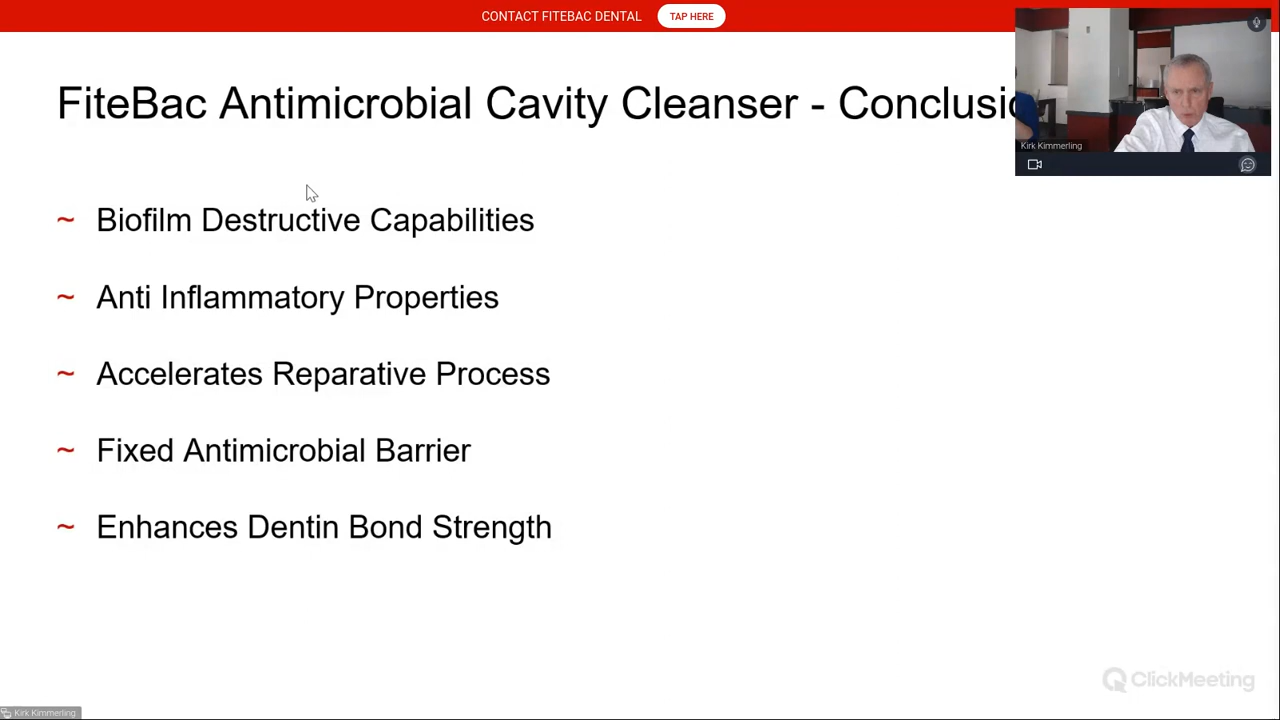 CONTACT FITEBAC DENTAL TAP HERE
FiteBac Antimicrobial Cavity Cleanser - Conclusio
Kirk Kimmerling
~ Biofilm Destructive Capabilities
~ Anti Inflammatory Properties
~ Accelerates Reparative Process
~ Fixed Antimicrobial Barrier
~ Enhances Dentin Bond Strength
ClickMeeting
Kirk Kimmerling